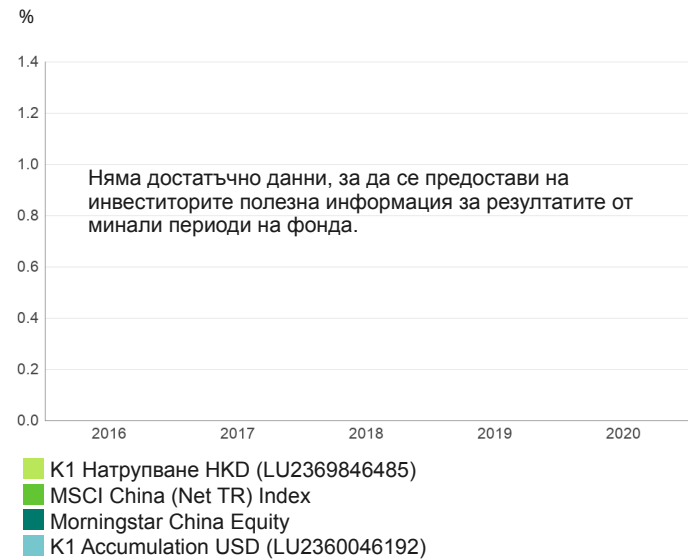 %
1.4
1.2
1.0
Няма достатъчно данни, за да се предостави на
инвеститорите полезна информация за резултатите от
минали периоди на фонда.
0.8
0.6
0.4
0.2
0.0
2016 2017 2018 2019 2020
K1 Натрупване HKD (LU2369846485)
MSCI China (Net TR) Index
Morningstar China Equity
K1 Accumulation USD (LU2360046192)